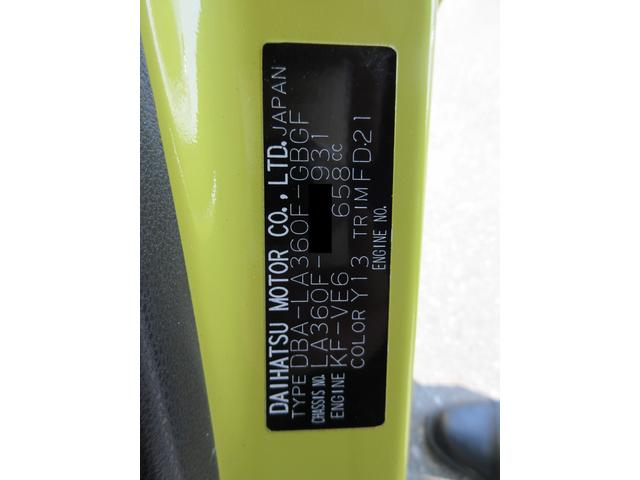 DAIHATSU MOTOR CO., LTD. JAPAN
TYPE DBA-LA360F-GBGF
CHASSIS NO. LA360F- 931
ENGINE KF-VE6 658cc
COLOR Y13 TRIM FD21
ENGINE NO.